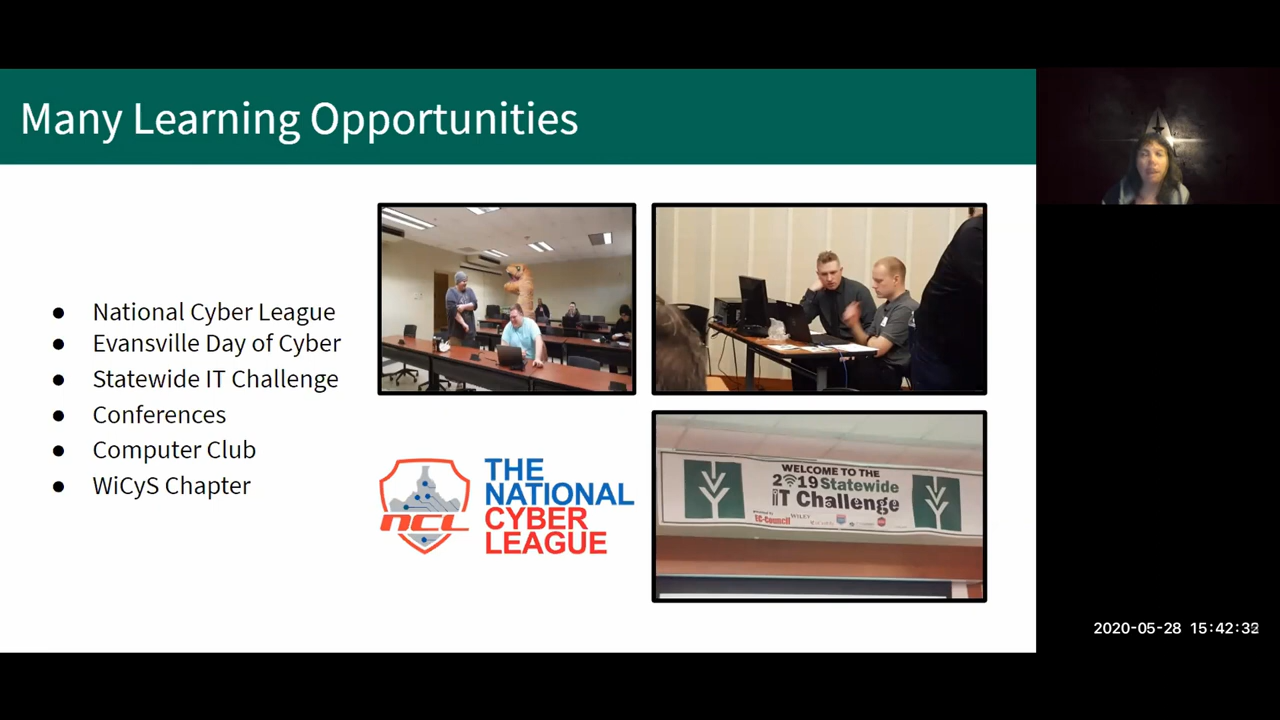 Many Learning Opportunities
● National Cyber League
● Evansville Day of Cyber
● Statewide IT Challenge
● Conferences
● Computer Club
● WiCyS Chapter
NCL
THE
NATIONAL
CYBER
LEAGUE
WELCOME TO THE
2019 Statewide
IT Challenge
WILEY
2020-05-28 15:42:32